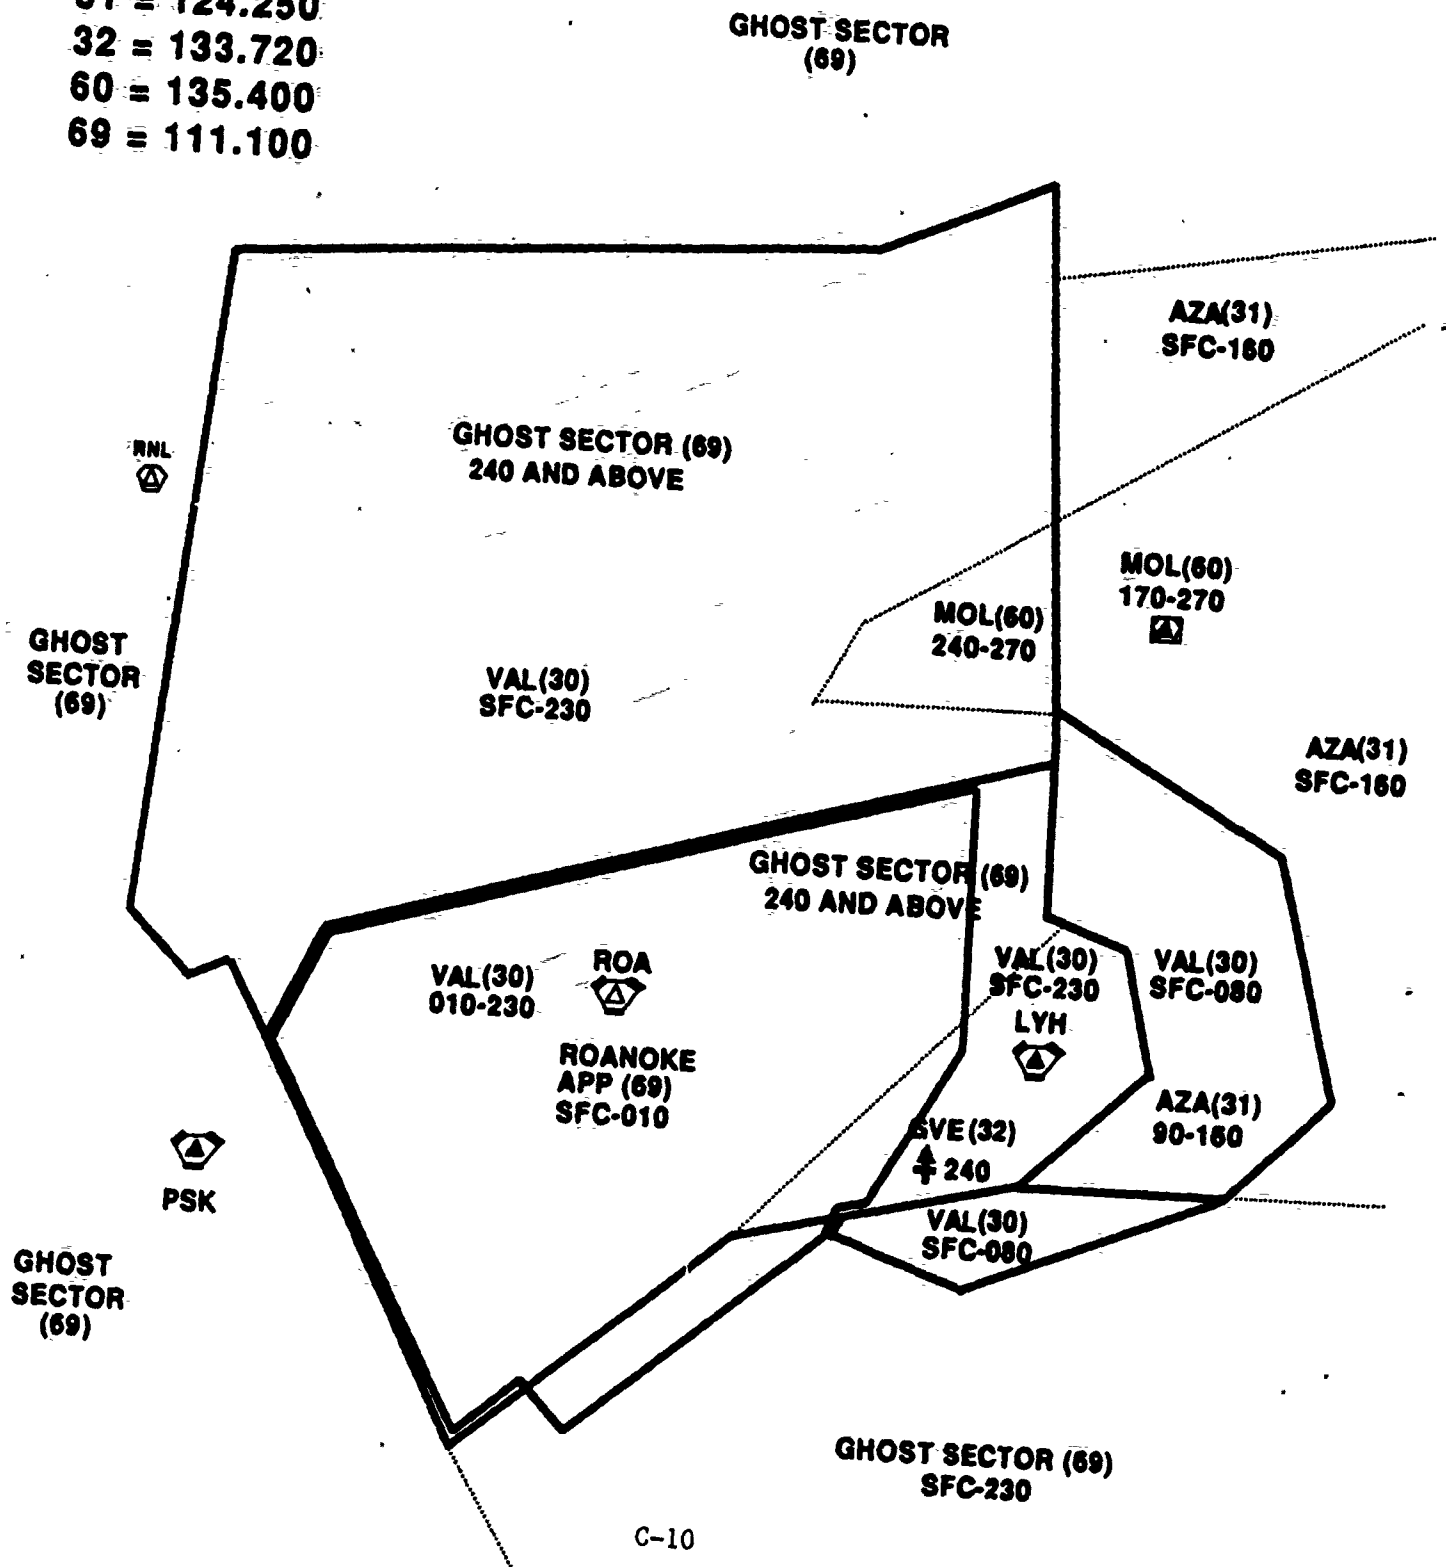 31 = 124.250
32 = 133.720
60 = 135.400
69 = 111.100
GHOST SECTOR
(69)
AZA(31)
SFC-160
RNL
GHOST SECTOR (69)
240 AND ABOVE
MOL(60)
170-270
MOL(60)
240-270
GHOST
SECTOR
(69)
VAL(30)
SFC-230
AZA(31)
SFC-160
GHOST SECTOR (69)
240 AND ABOVE
VAL(30)
010-230
ROA
VAL(30)
SFC-230
VAL(30)
SFC-080
LYH
ROANOKE
APP (69)
SFC-010
AZA(31)
90-160
SVE(32)
240
PSK
VAL(30)
SFC-080
GHOST
SECTOR
(69)
GHOST SECTOR (69)
SFC-230
C-10